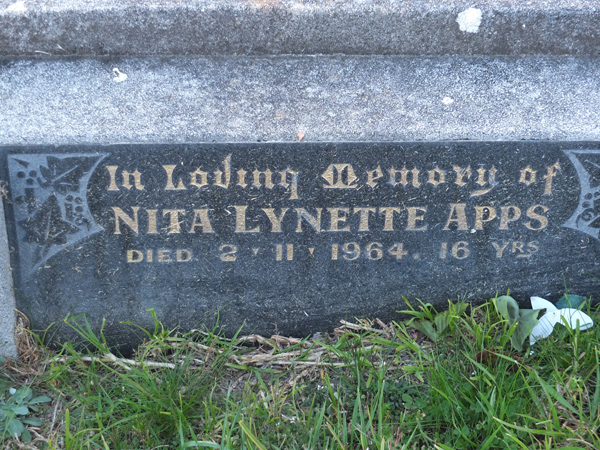 In Loving Memory of
NITA LYNETTE APPS
DIED 2 · 11 · 1964. 16 YRS